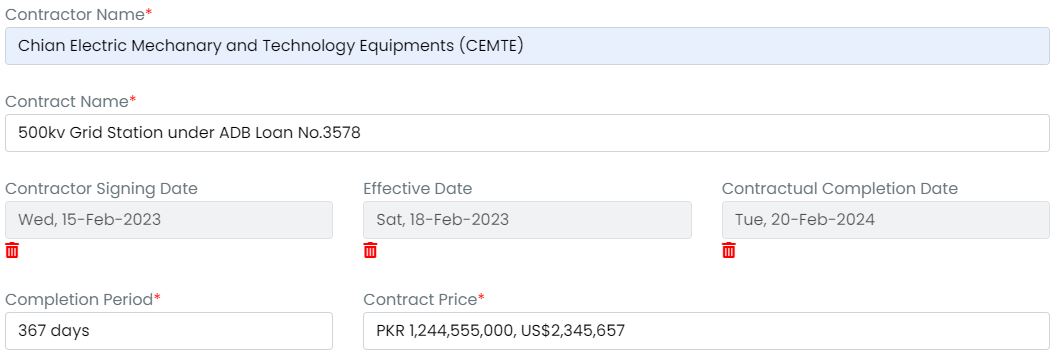 Contractor Name*
Chian Electric Mechanary and Technology Equipments (CEMTE)
Contract Name*
500kv Grid Station under ADB Loan No.3578
Contractor Signing Date
Effective Date
Contractual Completion Date
Wed, 15-Feb-2023
Sat, 18-Feb-2023
Tue, 20-Feb-2024
Completion Period*
Contract Price*
367 days
PKR 1,244,555,000, US$2,345,657